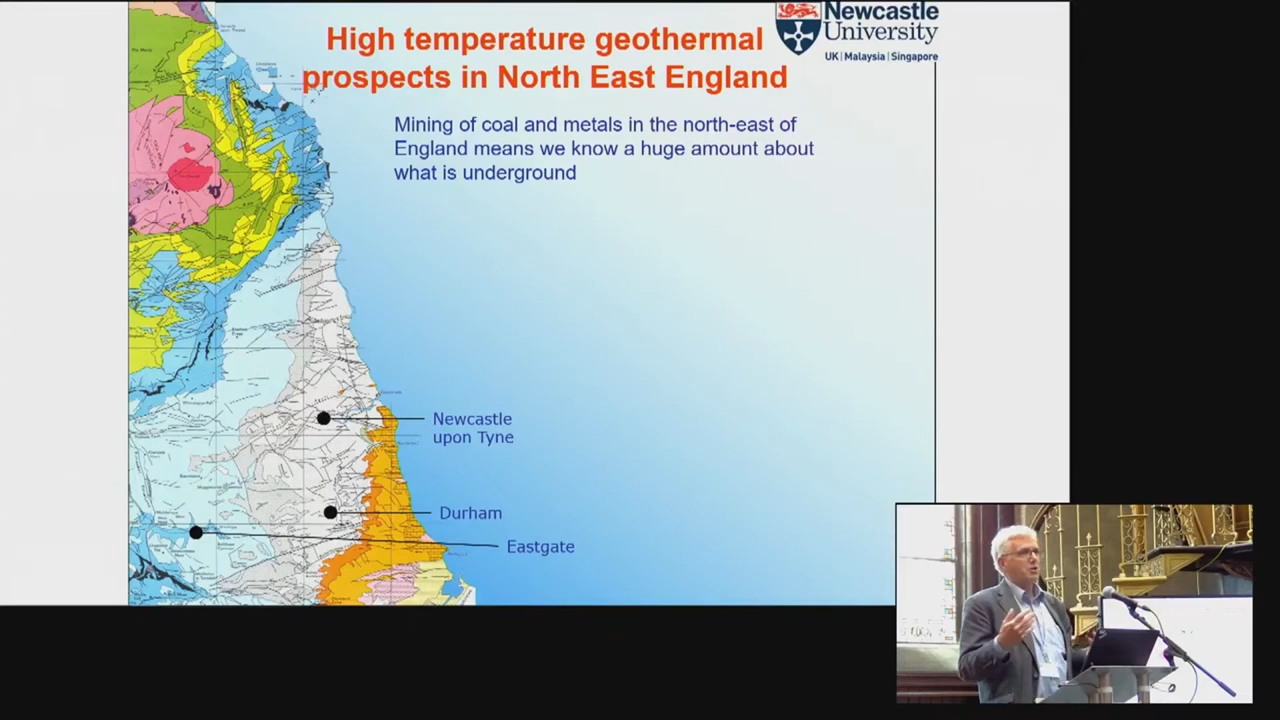 High temperature geothermal
prospects in North East England
Newcastle
University
UK | Malaysia | Singapore
Mining of coal and metals in the north-east of
England means we know a huge amount about
what is underground
Newcastle
upon Tyne
Durham
Eastgate